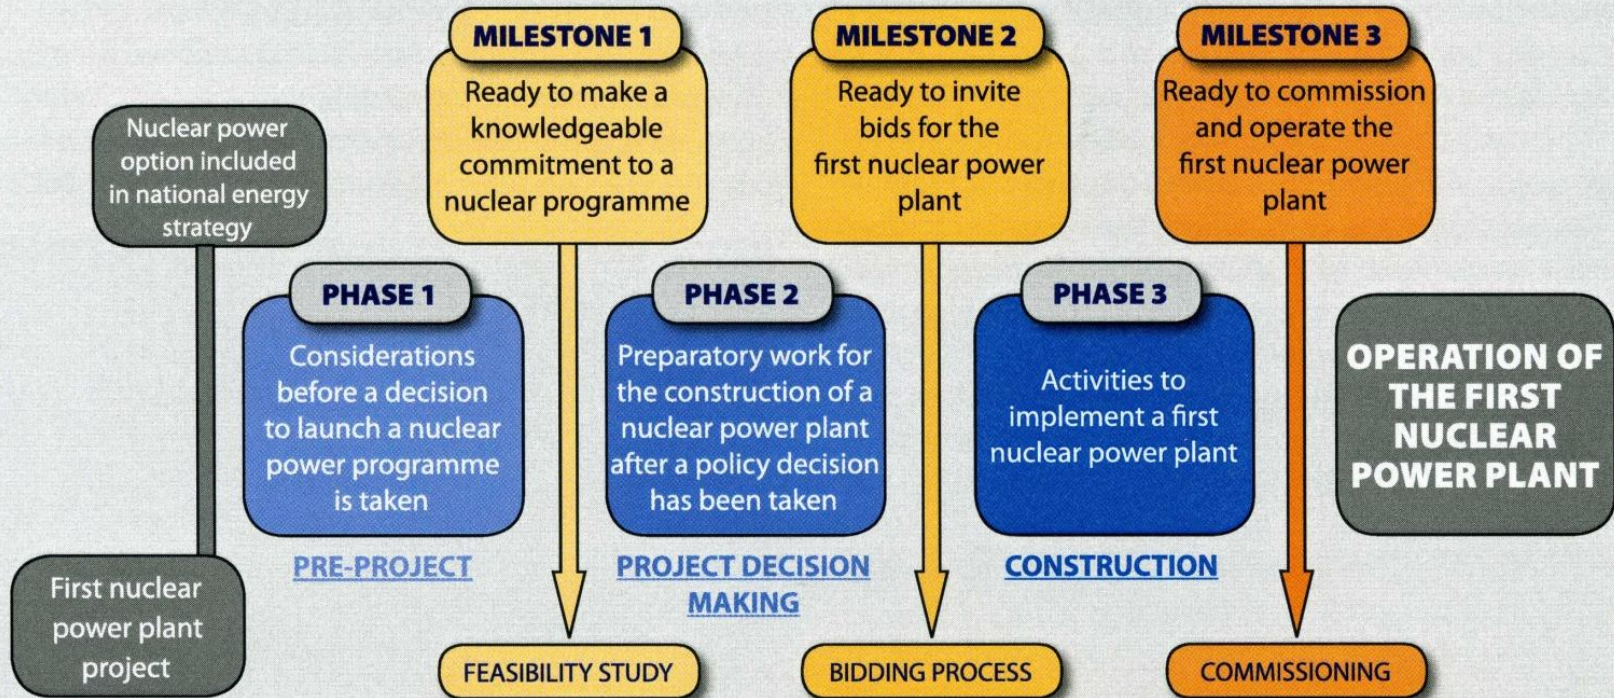 Nuclear power
option included
in national energy
strategy
First nuclear
power plant
project
MILESTONE 1
Ready to make a
knowledgeable
commitment to a
nuclear programme
MILESTONE 2
Ready to invite
bids for the
first nuclear power
plant
MILESTONE 3
Ready to commission
and operate the
first nuclear power
plant
PHASE 1
Considerations
before a decision
to launch a nuclear
power programme
is taken
PRE-PROJECT
PHASE 2
Preparatory work for
the construction of a
nuclear power plant
after a policy decision
has been taken
PROJECT DECISION
MAKING
PHASE 3
Activities to
implement a first
nuclear power plant
CONSTRUCTION
OPERATION OF
THE FIRST
NUCLEAR
POWER PLANT
FEASIBILITY STUDY
BIDDING PROCESS
COMMISSIONING